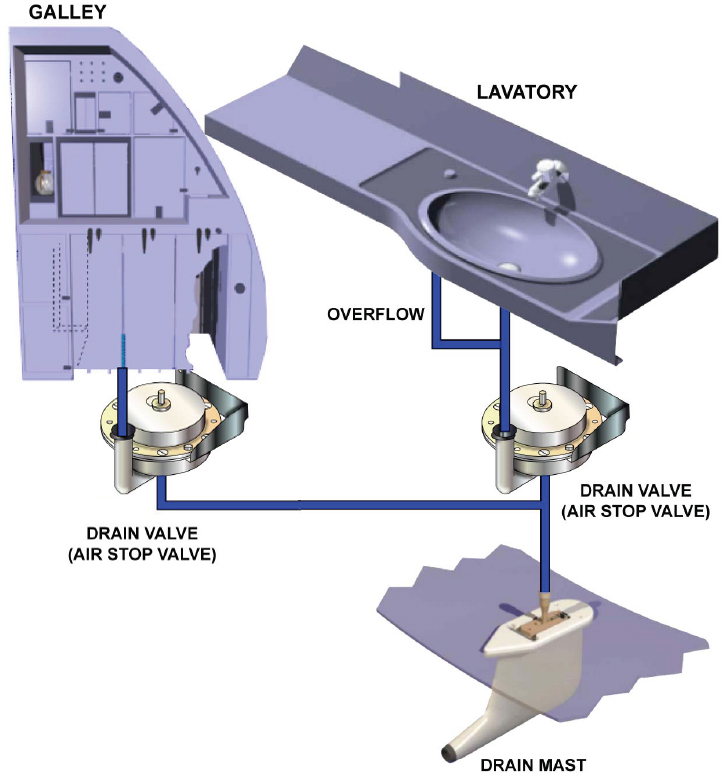 GALLEY
LAVATORY
OVERFLOW
DRAIN VALVE
(AIR STOP VALVE)
DRAIN VALVE
(AIR STOP VALVE)
DRAIN MAST